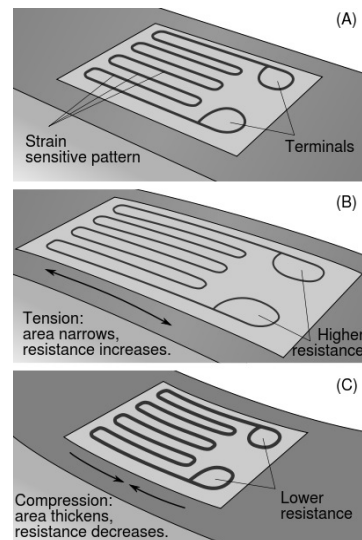 (A)
Strain
sensitive pattern
Terminals
(B)
Tension:
area narrows,
resistance increases.
Higher
resistance
(C)
Compression:
area thickens,
resistance decreases.
Lower
resistance